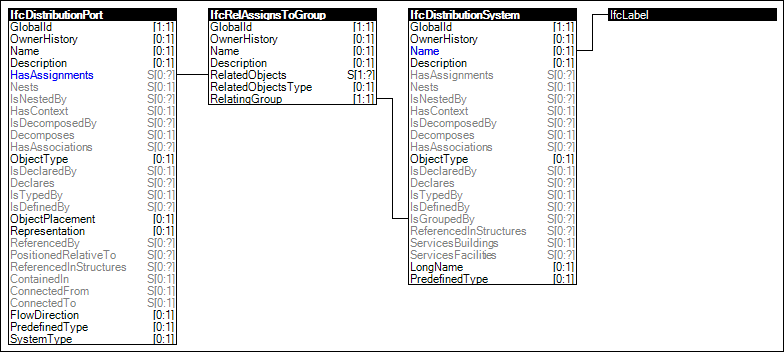 IfcDistributionPort
GlobalId [1:1]
OwnerHistory [0:1]
Name [0:1]
Description [0:1]
HasAssignments S[0:?]
Nests S[0:1]
IsNestedBy S[0:?]
HasContext S[0:1]
IsDecomposedBy S[0:?]
Decomposes S[0:1]
HasAssociations S[0:?]
ObjectType [0:1]
IsDeclaredBy S[0:1]
Declares S[0:?]
IsTypedBy S[0:1]
IsDefinedBy S[0:?]
ObjectPlacement [0:1]
Representation [0:1]
ReferencedBy S[0:?]
PositionedRelativeTo S[0:?]
ReferencedInStructures S[0:?]
ContainedIn S[0:1]
ConnectedFrom S[0:1]
ConnectedTo S[0:1]
FlowDirection [0:1]
PredefinedType [0:1]
SystemType [0:1]
IfcRelAssignsToGroup
GlobalId [1:1]
OwnerHistory [0:1]
Name [0:1]
Description [0:1]
RelatedObjects S[1:?]
RelatedObjectsType [0:1]
RelatingGroup [1:1]
IfcDistributionSystem
GlobalId [1:1]
OwnerHistory [0:1]
Name [0:1]
Description [0:1]
HasAssignments S[0:?]
Nests S[0:1]
IsNestedBy S[0:?]
HasContext S[0:1]
IsDecomposedBy S[0:?]
Decomposes S[0:1]
HasAssociations S[0:?]
ObjectType [0:1]
IsDeclaredBy S[0:1]
Declares S[0:?]
IsTypedBy S[0:1]
IsDefinedBy S[0:?]
IsGroupedBy S[0:?]
ReferencedInStructures S[0:?]
ServicesBuildings S[0:1]
ServicesFacilities S[0:?]
LongName [0:1]
PredefinedType [0:1]
IfcLabel